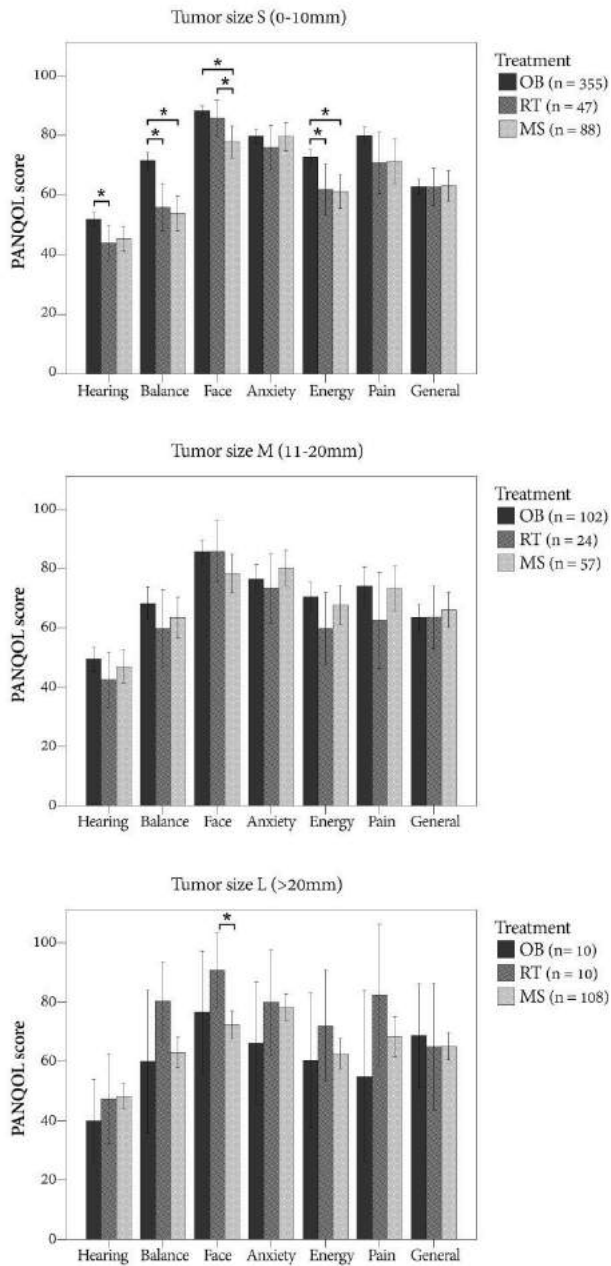 Tumor size S (0-10mm)
Treatment
OB (n = 355)
RT (n = 47)
MS (n = 88)
PANQOL score
100
80
60
40
20
0
* * * * * * *
Hearing Balance Face Anxiety Energy Pain General
Tumor size M (11-20mm)
Treatment
OB (n = 102)
RT (n = 24)
MS (n = 57)
PANQOL score
100
80
60
40
20
0
Hearing Balance Face Anxiety Energy Pain General
Tumor size L (>20mm)
Treatment
OB (n= 10)
RT (n = 10)
MS (n = 108)
PANQOL score
100
80
60
40
20
0
*
Hearing Balance Face Anxiety Energy Pain General